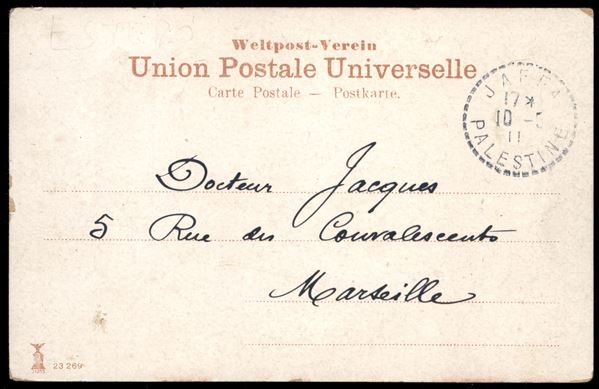 Weltpost-Verein
Union Postale Universelle
Carte Postale — Postkarte.
JAFFA
17*
10 -5
11
PALESTINE
Docteur Jacques
5 Rue des Convalescents
Marseille
23 269